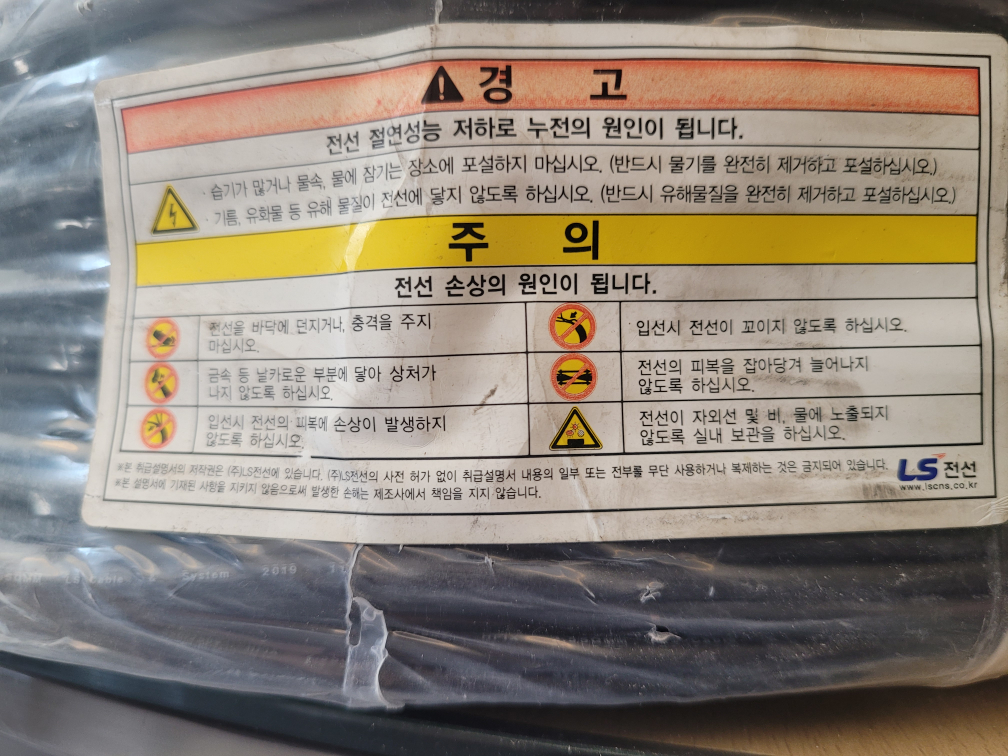 경 고
전선 절연성능 저하로 누전의 원인이 됩니다.
· 습기가 많거나 물속, 물에 잠기는 장소에 포설하지 마십시오. (반드시 물기를 완전히 제거하고 포설하십시오.)
· 기름, 유화물 등 유해 물질이 전선에 닿지 않도록 하십시오. (반드시 유해물질을 완전히 제거하고 포설하십시오.)
주 의
전선 손상의 원인이 됩니다.
전선을 바닥에 던지거나, 충격을 주지
마십시오.
입선시 전선이 꼬이지 않도록 하십시오.
금속 등 날카로운 부분에 닿아 상처가
나지 않도록 하십시오.
전선의 피복을 잡아당겨 늘어나지
않도록 하십시오.
입선시 전선의 피복에 손상이 발생하지
않도록 하십시오.
전선이 자외선 및 비, 물에 노출되지
않도록 실내 보관을 하십시오.
※본 취급설명서의 저작권은 (주)LS전선에 있습니다. (주)LS전선의 사전 허가 없이 취급설명서 내용의 일부 또는 전부를 무단 사용하거나 복제하는 것은 금지되어 있습니다.
※본 설명서에 기재된 사항을 지키지 않음으로써 발생한 손해는 제조사에서 책임을 지지 않습니다.
LS전선
www.lscns.co.kr
Cable & System 2019